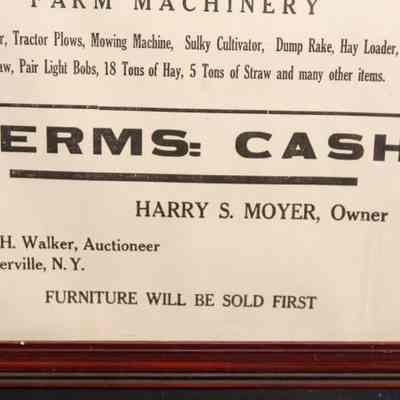 FARM MACHINERY
r, Tractor Plows, Mowing Machine, Sulky Cultivator, Dump Rake, Hay Loader,
aw, Pair Light Bobs, 18 Tons of Hay, 5 Tons of Straw and many other items.
ERMS: CASH
HARRY S. MOYER, Owner
H. Walker, Auctioneer
erville, N. Y.
FURNITURE WILL BE SOLD FIRST